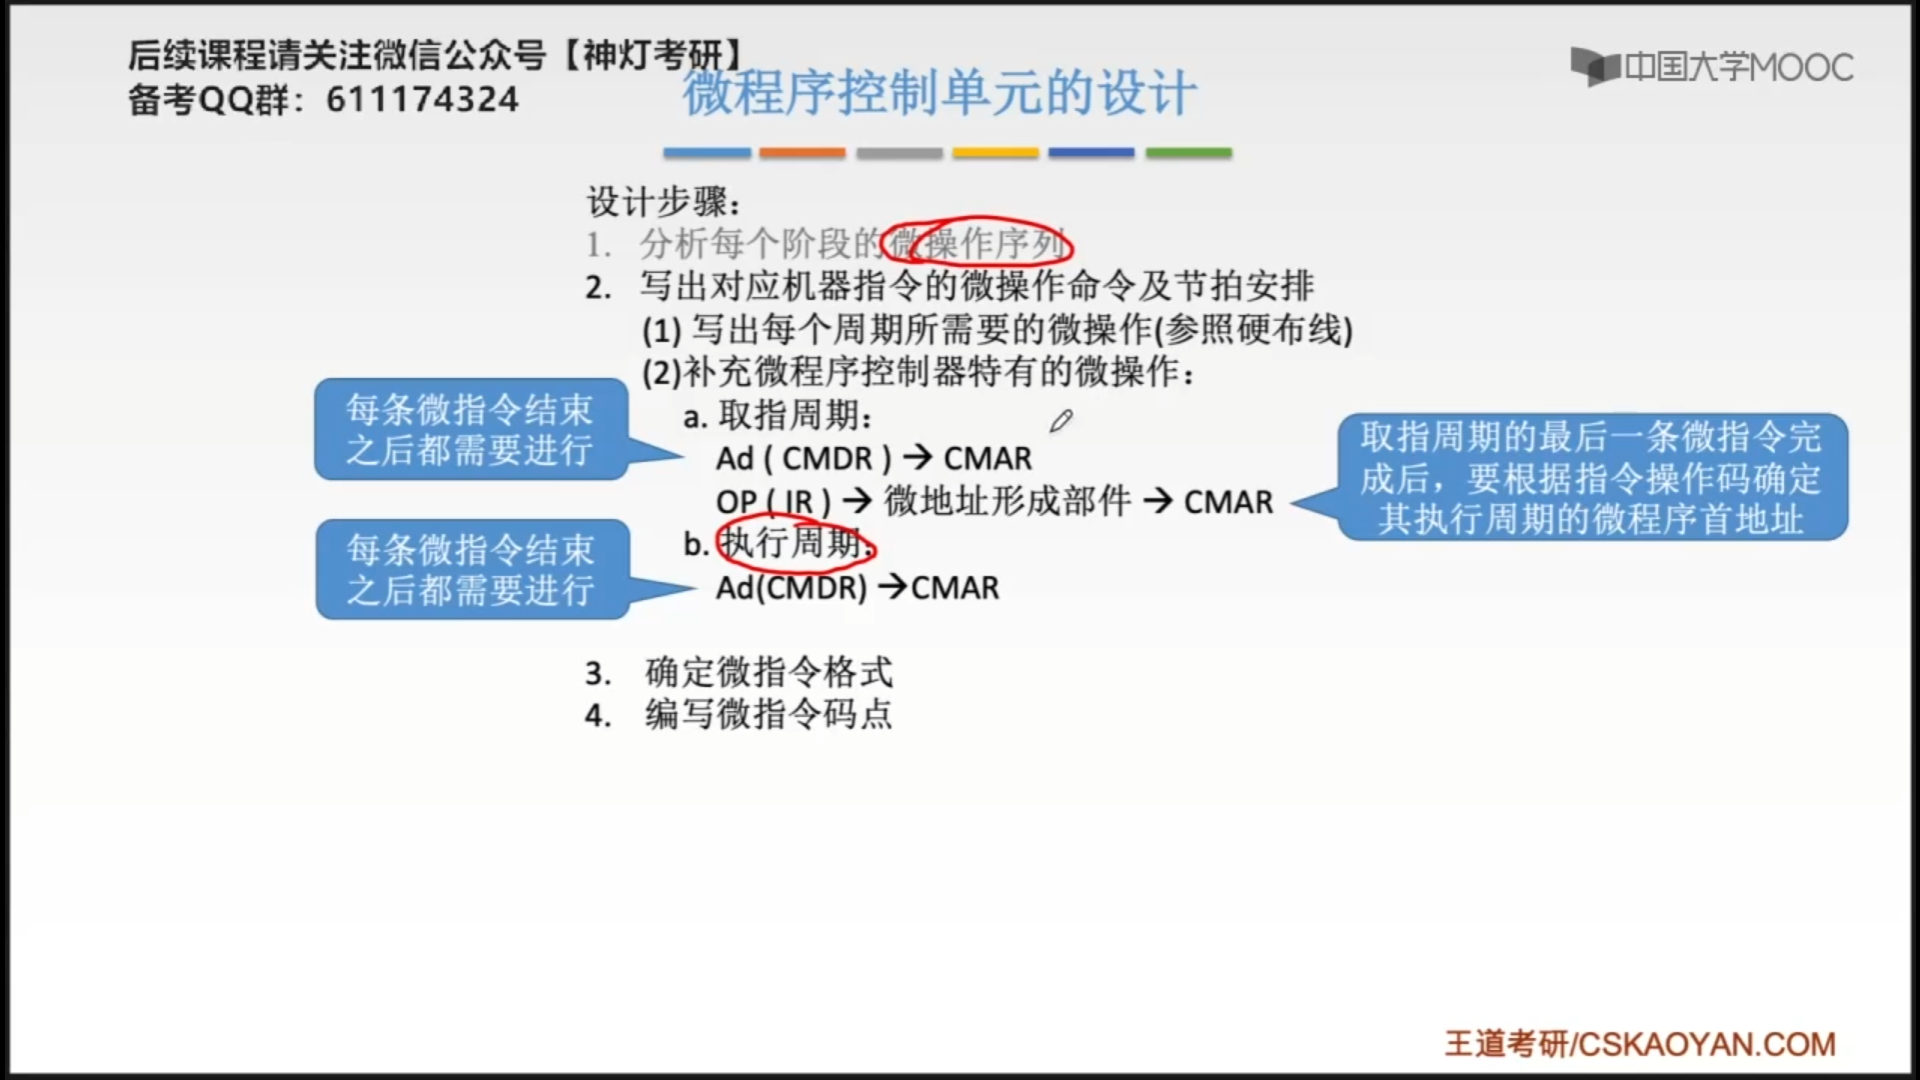 后续课程请关注微信公众号【神灯考研】
备考QQ群：611174324
中国大学MOOC
微程序控制单元的设计
设计步骤：
1. 分析每个阶段的微操作序列
2. 写出对应机器指令的微操作命令及节拍安排
(1) 写出每个周期所需要的微操作(参照硬布线)
(2)补充微程序控制器特有的微操作：
a. 取指周期：
Ad ( CMDR ) → CMAR
OP ( IR ) → 微地址形成部件 → CMAR
b. 执行周期：
Ad(CMDR) →CMAR
每条微指令结束
之后都需要进行
每条微指令结束
之后都需要进行
取指周期的最后一条微指令完
成后，要根据指令操作码确定
其执行周期的微程序首地址
3. 确定微指令格式
4. 编写微指令码点
王道考研/CSKAOYAN.COM